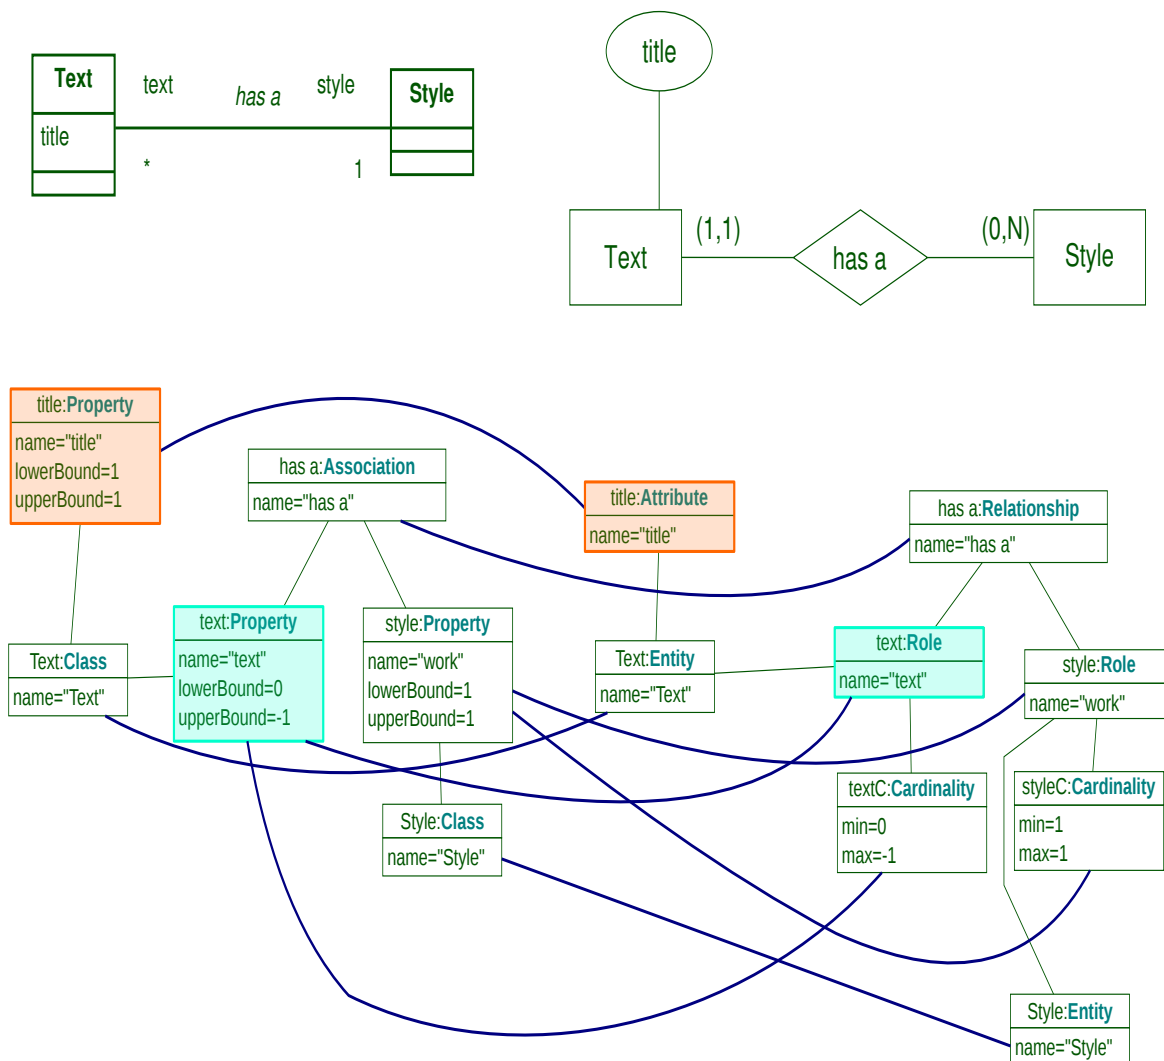 Text
title
text
has a
style
*
1
Style
title
Text
(1,1)
has a
(0,N)
Style
title:Property
name="title"
lowerBound=1
upperBound=1
has a:Association
name="has a"
title:Attribute
name="title"
has a:Relationship
name="has a"
Text:Class
name="Text"
text:Property
name="text"
lowerBound=0
upperBound=-1
style:Property
name="work"
lowerBound=1
upperBound=1
Text:Entity
name="Text"
text:Role
name="text"
style:Role
name="work"
Style:Class
name="Style"
textC:Cardinality
min=0
max=-1
styleC:Cardinality
min=1
max=1
Style:Entity
name="Style"